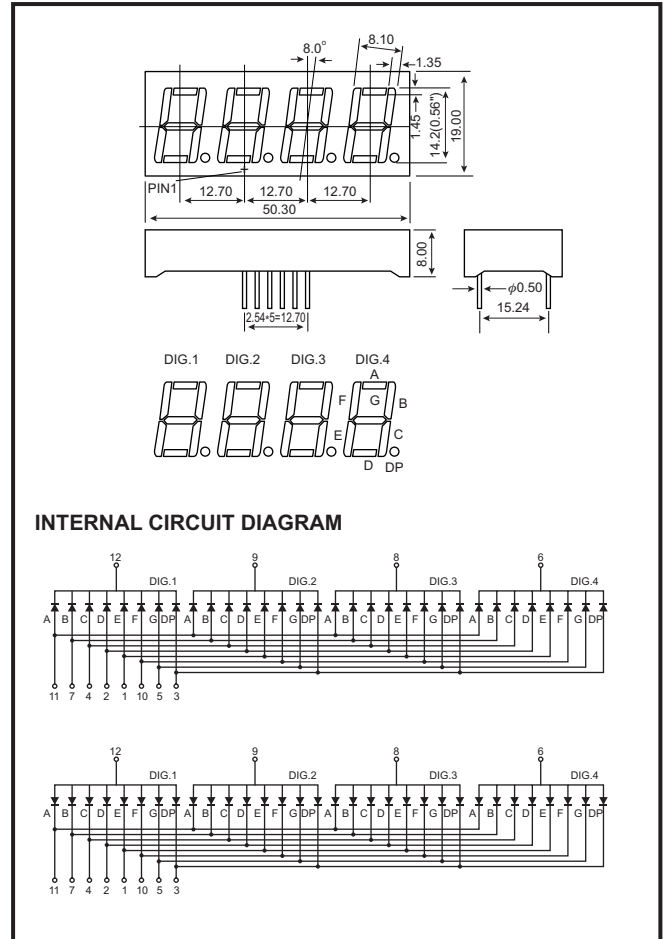 8.0°
8.10
1.35
1.45
14.2(0.56")
19.00
PIN1
12.70 12.70 12.70
50.30
8.00
2.54*5=12.70
φ0.50
15.24
DIG.1 DIG.2 DIG.3 DIG.4
A
F G B
E C
D DP
INTERNAL CIRCUIT DIAGRAM
12 9 8 6
DIG.1 DIG.2 DIG.3 DIG.4
A B C D E F G DP A B C D E F G DP A B C D E F G DP A B C D E F G DP
11 7 4 2 1 10 5 3
12 9 8 6
DIG.1 DIG.2 DIG.3 DIG.4
A B C D E F G DP A B C D E F G DP A B C D E F G DP A B C D E F G DP
11 7 4 2 1 10 5 3